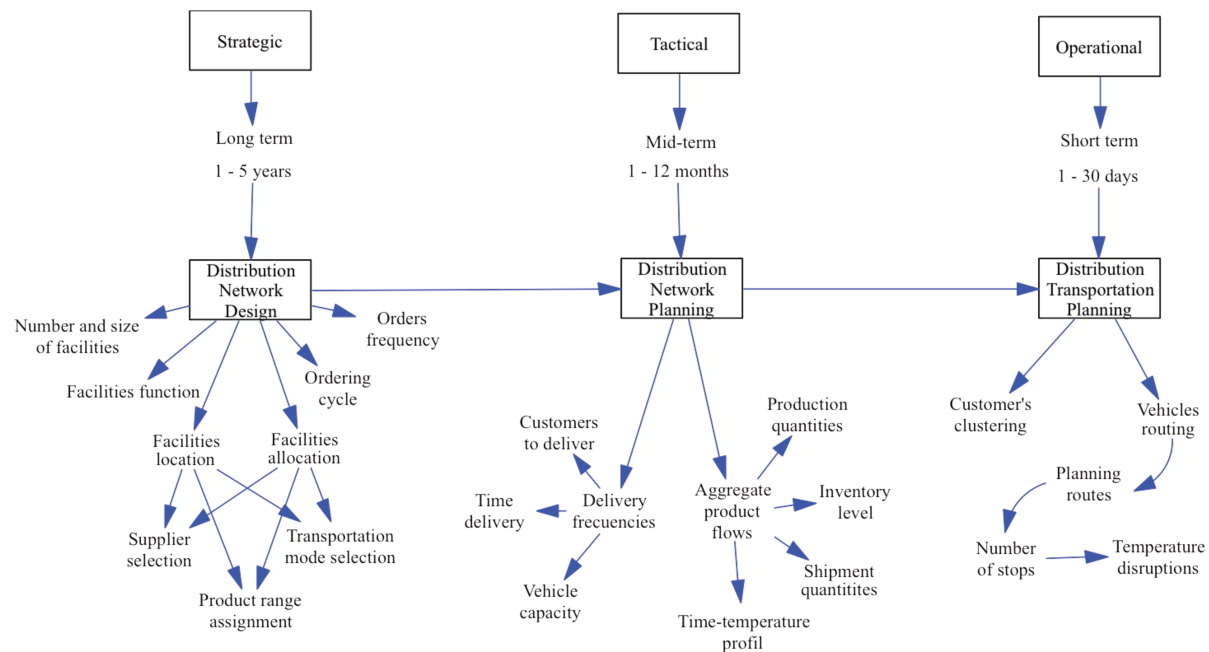 Strategic
Tactical
Operational
Long term
1 - 5 years
Mid-term
1 - 12 months
Short term
1 - 30 days
Distribution
Network
Design
Distribution
Network
Planning
Distribution
Transportation
Planning
Number and size
of facilities
Orders
frequency
Facilities function
Ordering
cycle
Facilities
location
Facilities
allocation
Supplier
selection
Transportation
mode selection
Product range
assignment
Customers
to deliver
Production
quantities
Time
delivery
Delivery
frecuencies
Aggregate
product
flows
Inventory
level
Vehicle
capacity
Shipment
quantitites
Time-temperature
profil
Customer's
clustering
Vehicles
routing
Planning
routes
Number
of stops
Temperature
disruptions